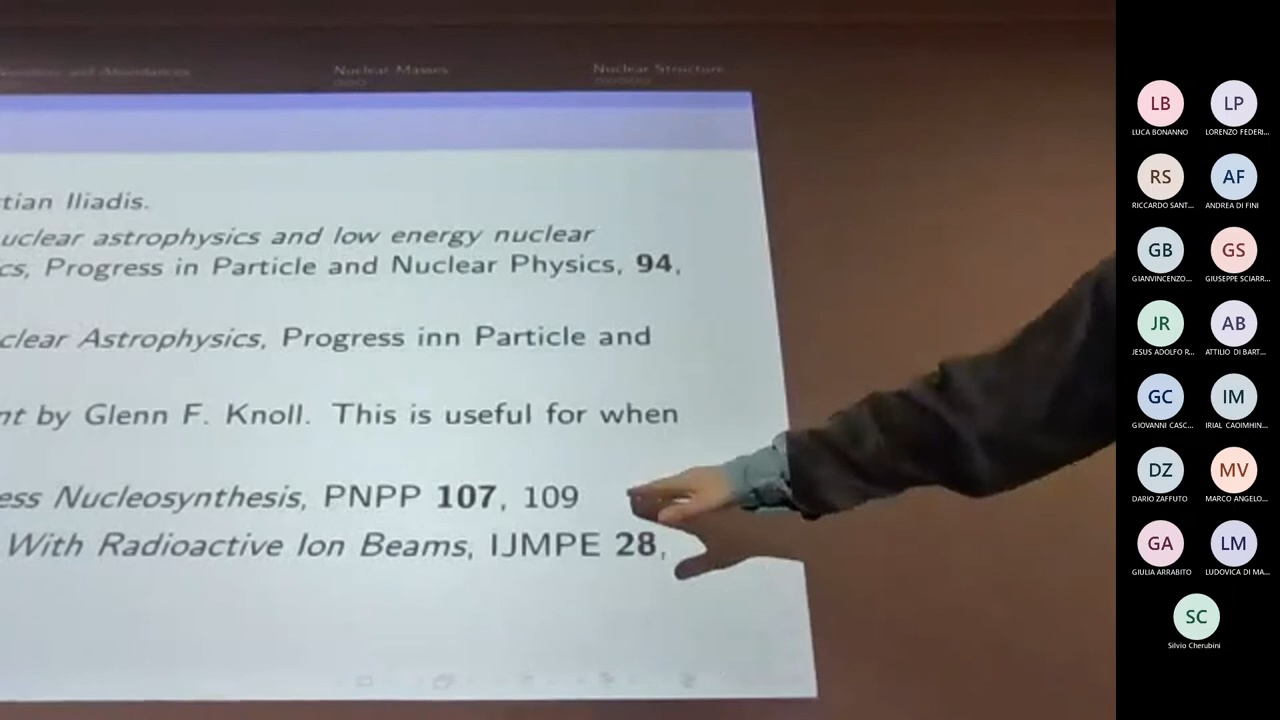 Nuclear Masses
Nuclear Structure
tian Iliadis.
uclear astrophysics and low energy nuclear
cs, Progress in Particle and Nuclear Physics, 94,
clear Astrophysics, Progress inn Particle and
nt by Glenn F. Knoll. This is useful for when
ess Nucleosynthesis, PNPP 107, 109
With Radioactive Ion Beams, IJMPE 28,
LB
LUCA BONANNO
LP
LORENZO FEDERI...
RS
RICCARDO SANT...
AF
ANDREA DI FINI
GB
GIANVINCENZO...
GS
GIUSEPPE SCIARR...
JR
JESUS ADOLFO R...
AB
ATTILIO DI BART...
GC
GIOVANNI CASC...
IM
IRIAL CAOIMHIN...
DZ
DARIO ZAFFUTO
MV
MARCO ANGELO...
GA
GIULIA ARRABITO
LM
LUDOVICA DI MA...
SC
Silvio Cherubini